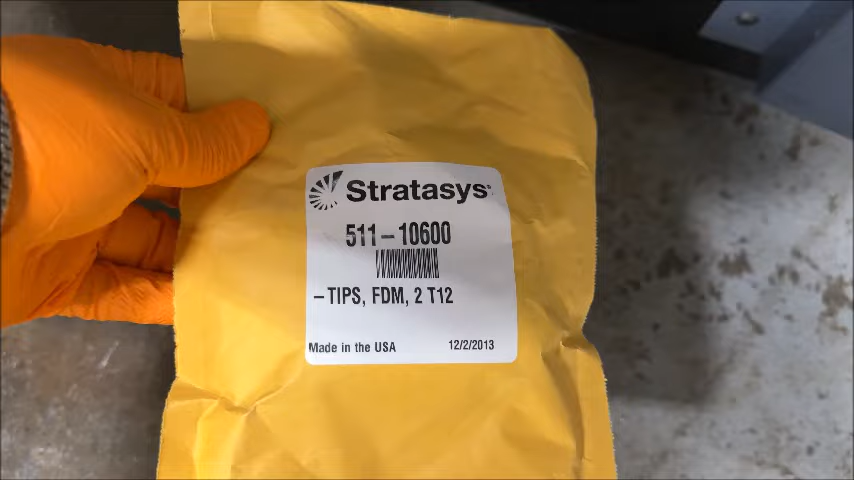 Stratasys
511-10600
-TIPS, FDM, 2 T12
Made in the USA 12/2/2013